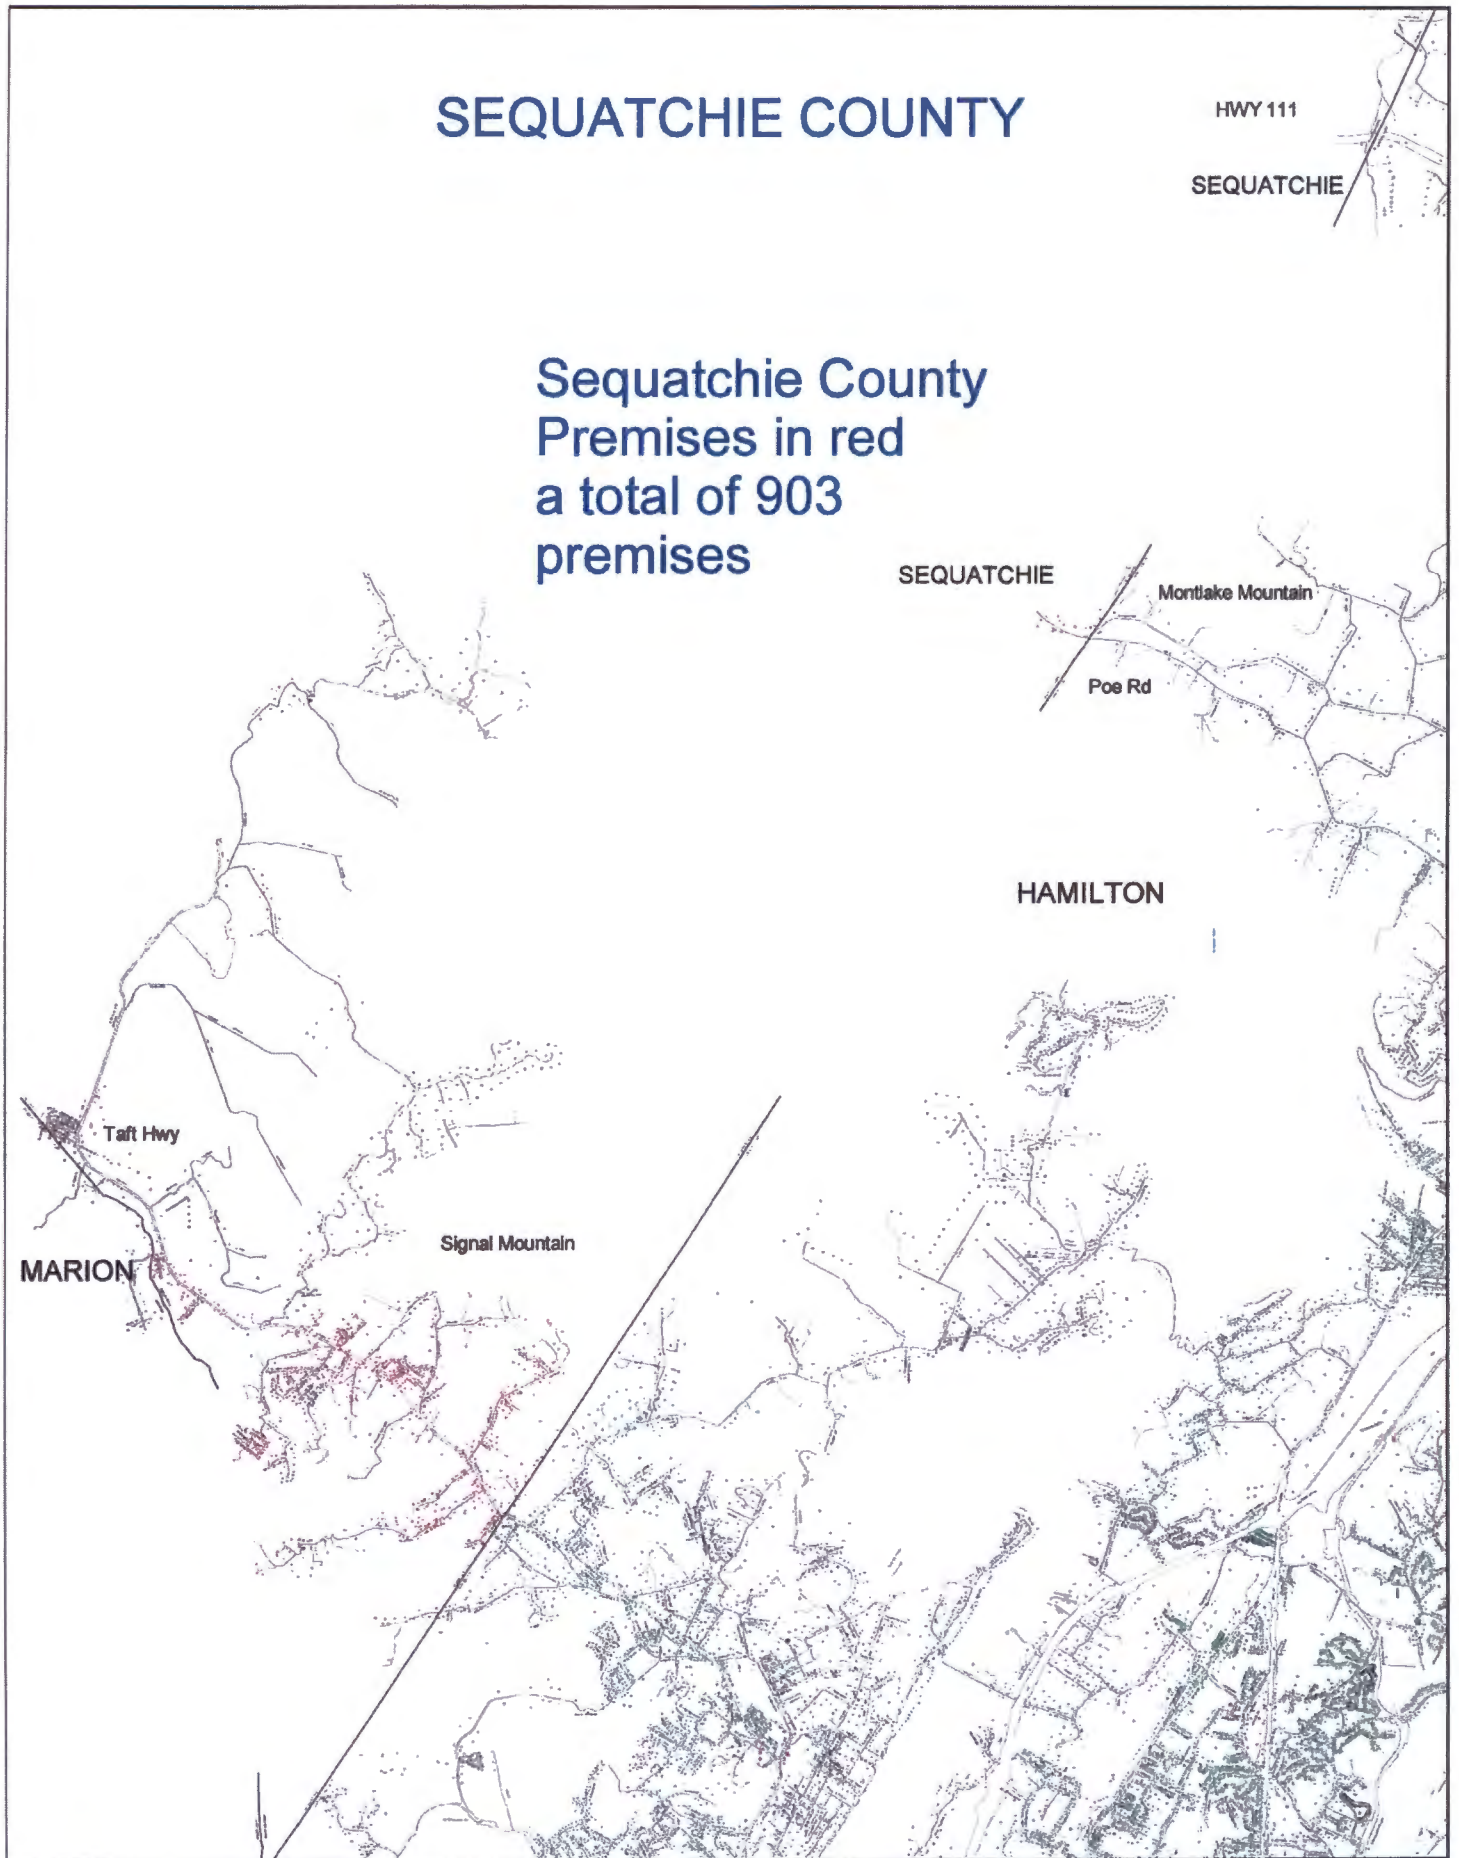 SEQUATCHIE COUNTY
HWY 111
SEQUATCHIE
Sequatchie County
Premises in red
a total of 903
premises
SEQUATCHIE
Montlake Mountain
Poe Rd
HAMILTON
Taft Hwy
Signal Mountain
MARION